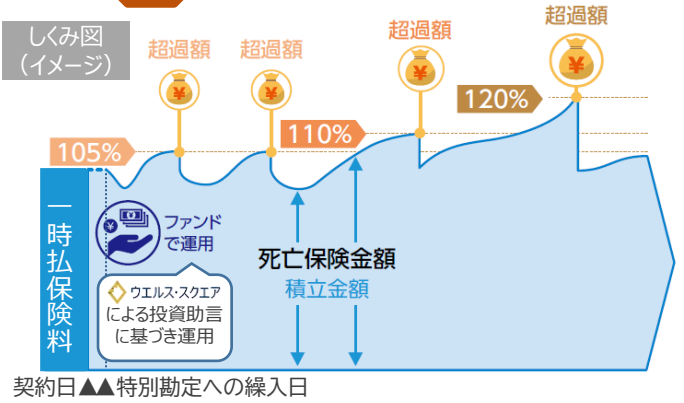 しくみ図
（イメージ）
超過額
超過額
超過額
超過額
¥
¥
¥
¥
105%
110%
120%
一時払保険料
¥
ファンド
で運用
ウエルス・スクエア
による投資助言
に基づき運用
死亡保険金額
積立金額
契約日▲▲特別勘定への繰入日